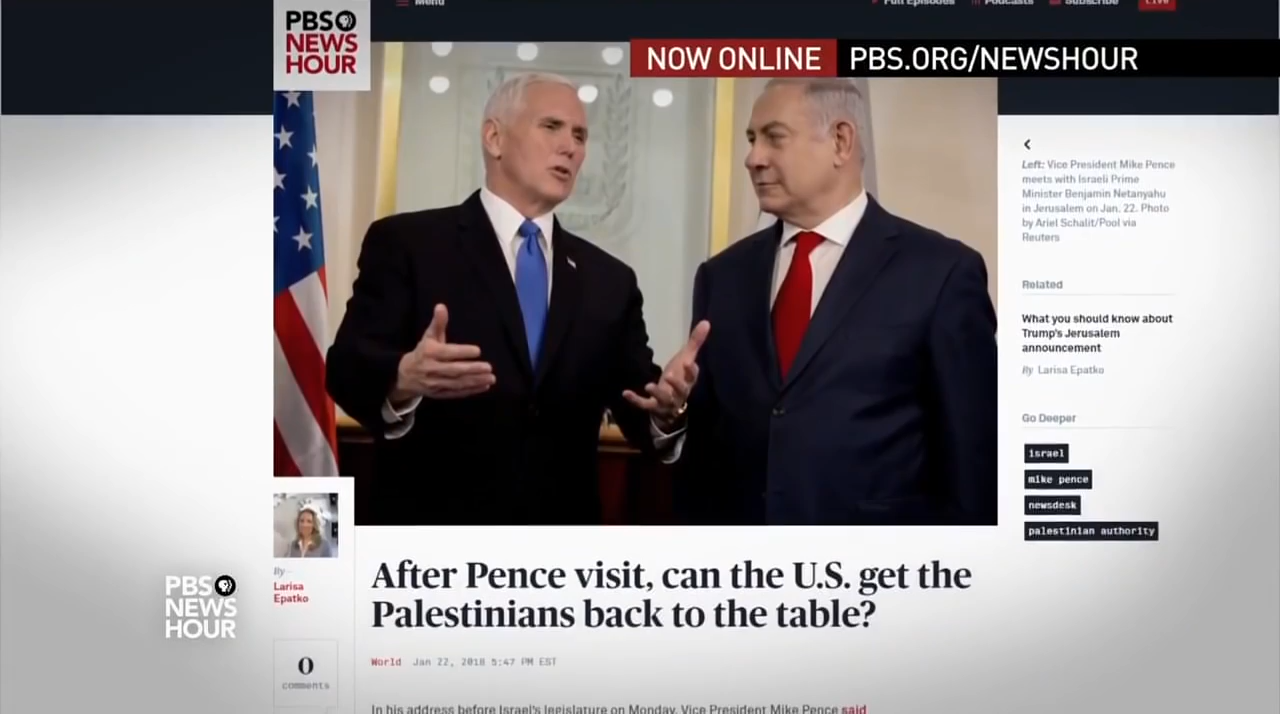 Menu
Full Episodes
Podcasts
Subscribe
Live
PBS
NEWS
HOUR
NOW ONLINE
PBS.ORG/NEWSHOUR
Left: Vice President Mike Pence
meets with Israeli Prime
Minister Benjamin Netanyahu
in Jerusalem on Jan. 22. Photo
by Ariel Schalit/Pool via
Reuters
Related
What you should know about
Trump's Jerusalem
announcement
By Larisa Epatko
Go Deeper
israel
mike pence
newsdesk
palestinian authority
By
Larisa
Epatko
0
comments
After Pence visit, can the U.S. get the
Palestinians back to the table?
World Jan 22, 2018 5:47 PM EST
In his address before Israel's legislature on Monday, Vice President Mike Pence said
PBS
NEWS
HOUR